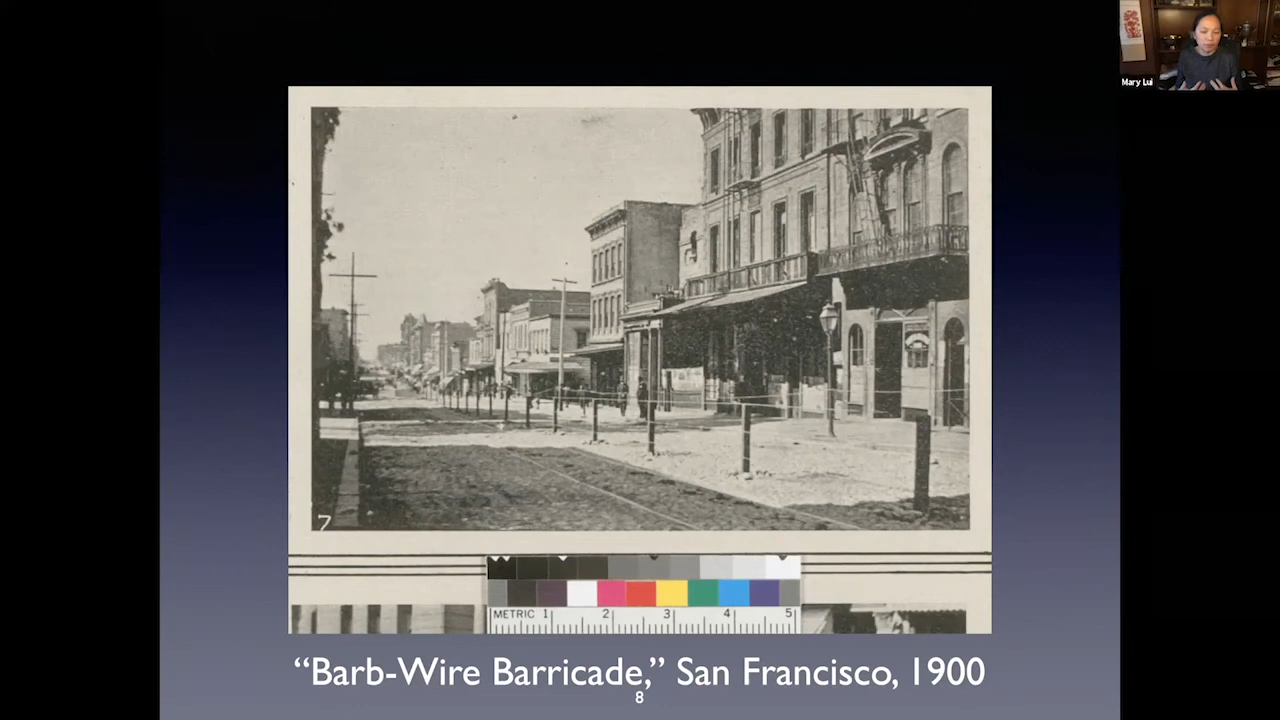 Mary Lui
7
METRIC 1 2 3 4 5
“Barb-Wire Barricade,” San Francisco, 1900
8